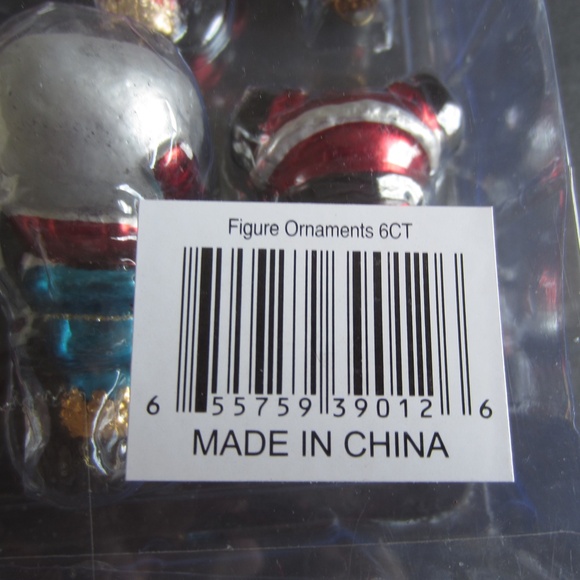 Figure Ornaments 6CT
6 55759 39012 6
MADE IN CHINA